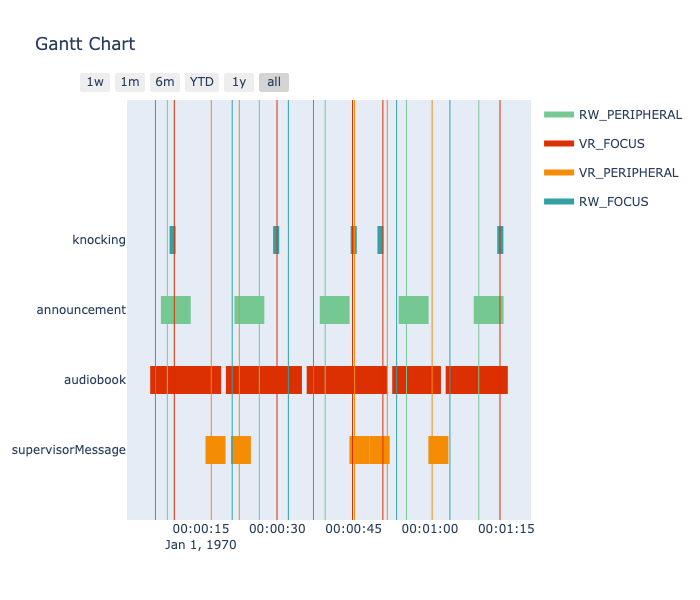 Gantt Chart
1w 1m 6m YTD 1y all
RW_PERIPHERAL
VR_FOCUS
VR_PERIPHERAL
RW_FOCUS
knocking
announcement
audiobook
supervisorMessage
00:00:15 00:00:30 00:00:45 00:01:00 00:01:15
Jan 1, 1970